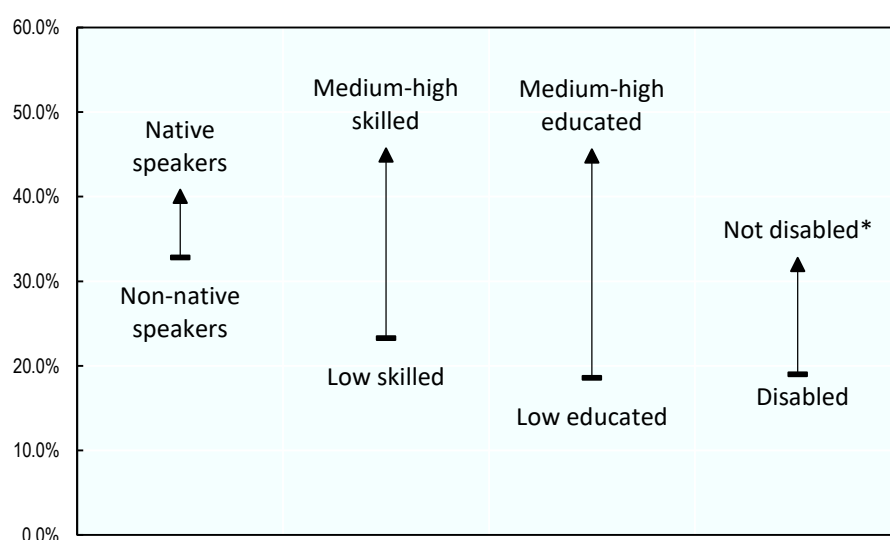 60.0%
50.0%
40.0%
30.0%
20.0%
10.0%
0.0%
Native
speakers
Non-native
speakers
Medium-high
skilled
Low skilled
Medium-high
educated
Low educated
Not disabled*
Disabled